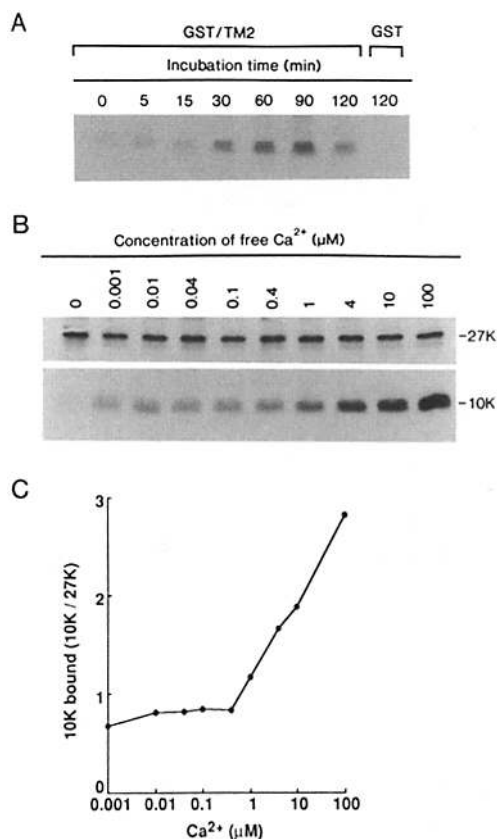 A
GST/TM2 GST
Incubation time (min)
0 5 15 30 60 90 120 120
B
Concentration of free Ca²⁺ (μM)
0 0.001 0.01 0.04 0.1 0.4 1 4 10 100
-27K
-10K
C
10K bound (10K / 27K)
3
2
1
0
0.001 0.01 0.1 1 10 100
Ca²⁺ (μM)